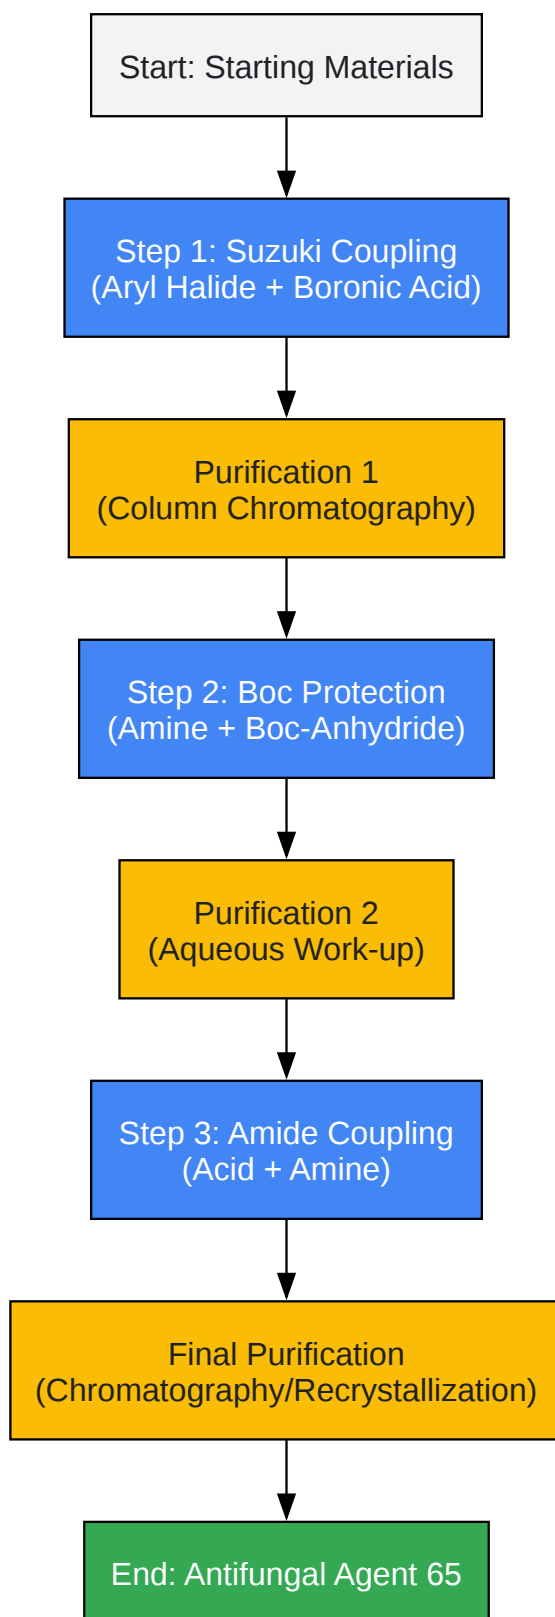 Start: Starting Materials
Step 1: Suzuki Coupling
(Aryl Halide + Boronic Acid)
Purification 1
(Column Chromatography)
Step 2: Boc Protection
(Amine + Boc-Anhydride)
Purification 2
(Aqueous Work-up)
Step 3: Amide Coupling
(Acid + Amine)
Final Purification
(Chromatography/Recrystallization)
End: Antifungal Agent 65